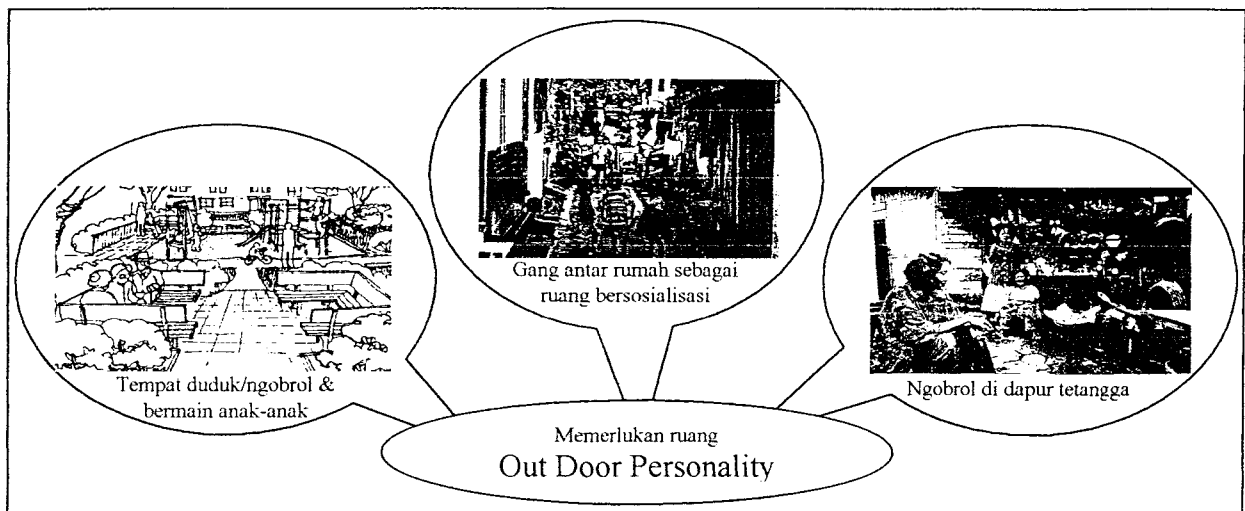 Gang antar rumah sebagai
ruang bersosialisasi
Tempat duduk/ngobrol &
bermain anak-anak
Ngobrol di dapur tetangga
Memerlukan ruang
Out Door Personality